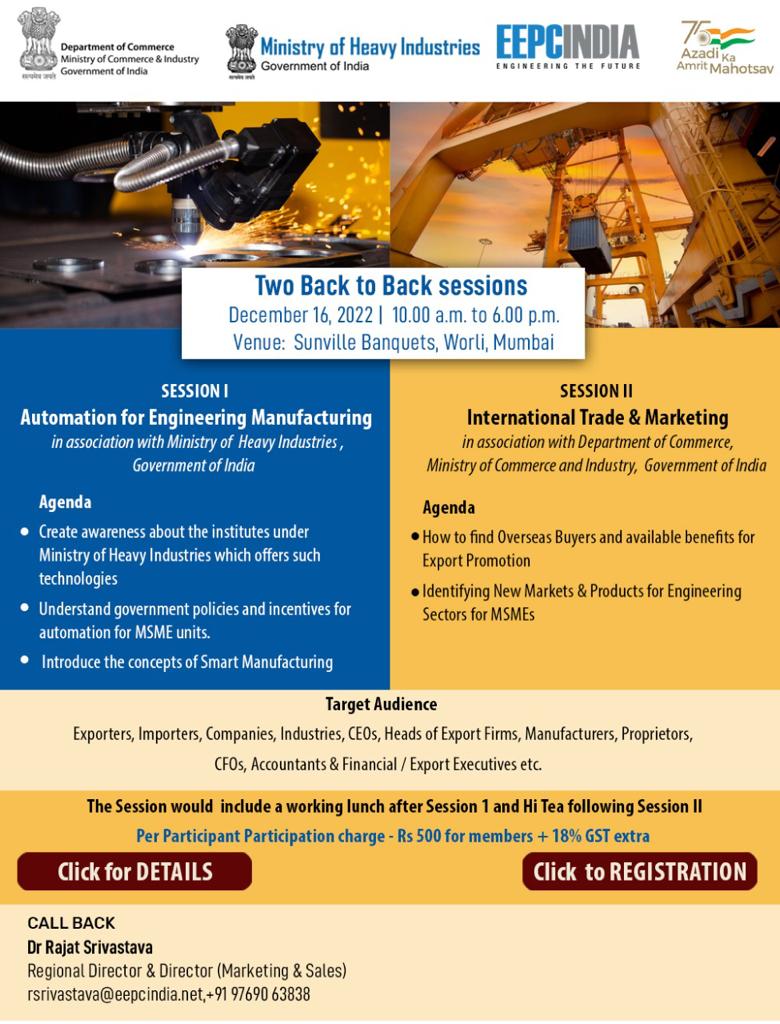 सत्यमेव जयते
Department of Commerce
Ministry of Commerce & Industry
Government of India
सत्यमेव जयते
Ministry of Heavy Industries
Government of India
EEPCINDIA
ENGINEERING THE FUTURE
75
Azadi Ka
Amrit Mahotsav
Two Back to Back sessions
December 16, 2022 | 10.00 a.m. to 6.00 p.m.
Venue: Sunville Banquets, Worli, Mumbai
SESSION I
Automation for Engineering Manufacturing
in association with Ministry of Heavy Industries ,
Government of India
Agenda
• Create awareness about the institutes under
Ministry of Heavy Industries which offers such
technologies
• Understand government policies and incentives for
automation for MSME units.
• Introduce the concepts of Smart Manufacturing
SESSION II
International Trade & Marketing
in association with Department of Commerce,
Ministry of Commerce and Industry, Government of India
Agenda
• How to find Overseas Buyers and available benefits for
Export Promotion
• Identifying New Markets & Products for Engineering
Sectors for MSMEs
Target Audience
Exporters, Importers, Companies, Industries, CEOs, Heads of Export Firms, Manufacturers, Proprietors,
CFOs, Accountants & Financial / Export Executives etc.
The Session would include a working lunch after Session 1 and Hi Tea following Session II
Per Participant Participation charge - Rs 500 for members + 18% GST extra
Click for DETAILS
Click to REGISTRATION
CALL BACK
Dr Rajat Srivastava
Regional Director & Director (Marketing & Sales)
rsrivastava@eepcindia.net,+91 97690 63838